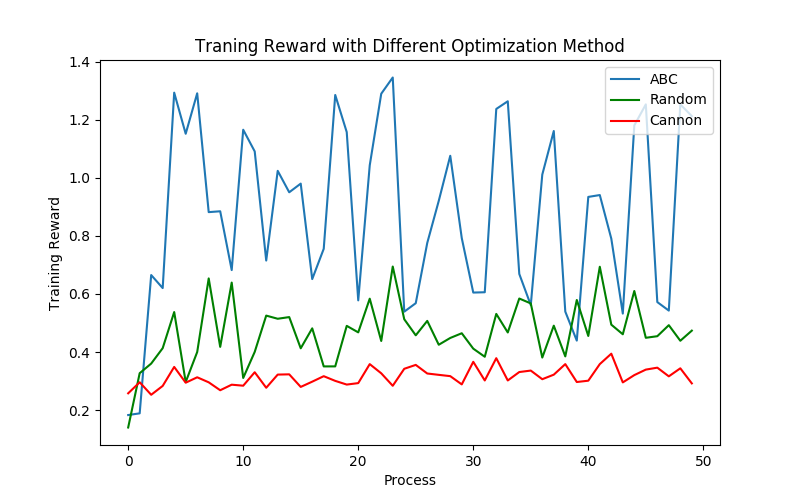 Traning Reward with Different Optimization Method
ABC
Random
Cannon
Training Reward
1.4
1.2
1.0
0.8
0.6
0.4
0.2
0
10
20
30
40
50
Process